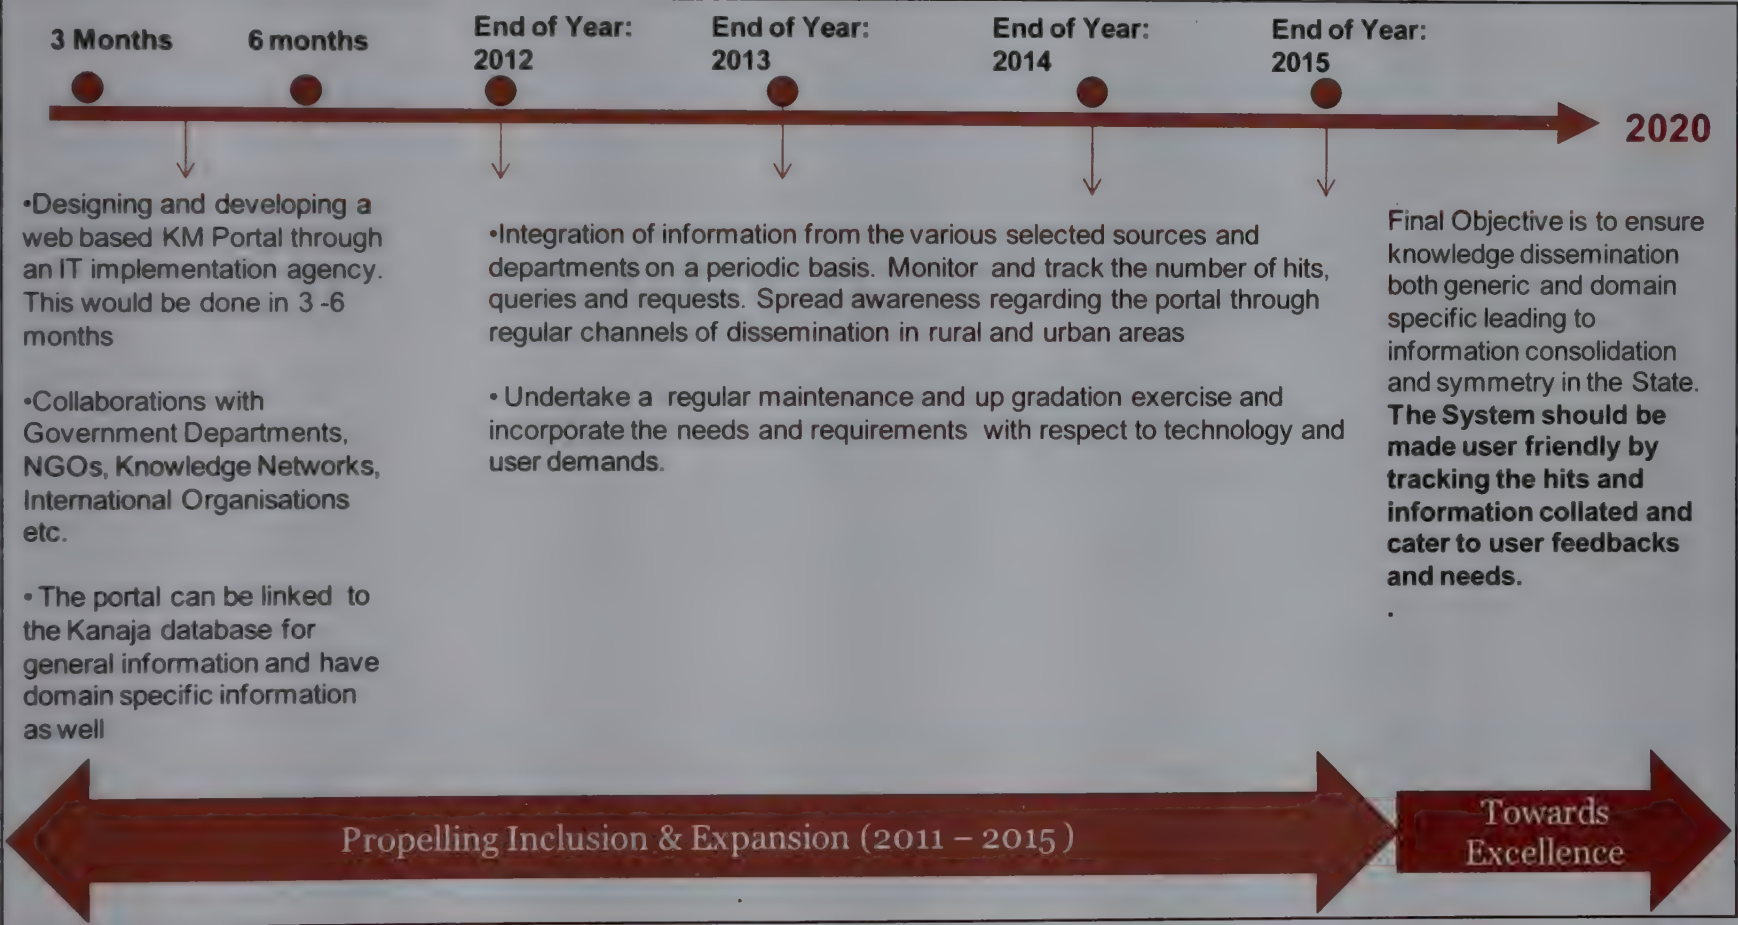 3 Months
6 months
End of Year:
2012
End of Year:
2013
End of Year:
2014
End of Year:
2015
2020
•Designing and developing a
web based KM Portal through
an IT implementation agency.
This would be done in 3 -6
months
•Collaborations with
Government Departments,
NGOs, Knowledge Networks,
International Organisations
etc.
• The portal can be linked to
the Kanaja database for
general information and have
domain specific information
as well
•Integration of information from the various selected sources and
departments on a periodic basis. Monitor and track the number of hits,
queries and requests. Spread awareness regarding the portal through
regular channels of dissemination in rural and urban areas
• Undertake a regular maintenance and up gradation exercise and
incorporate the needs and requirements with respect to technology and
user demands.
Final Objective is to ensure
knowledge dissemination
both generic and domain
specific leading to
information consolidation
and symmetry in the State.
The System should be
made user friendly by
tracking the hits and
information collated and
cater to user feedbacks
and needs.
.
Propelling Inclusion & Expansion (2011 – 2015 )
Towards
Excellence